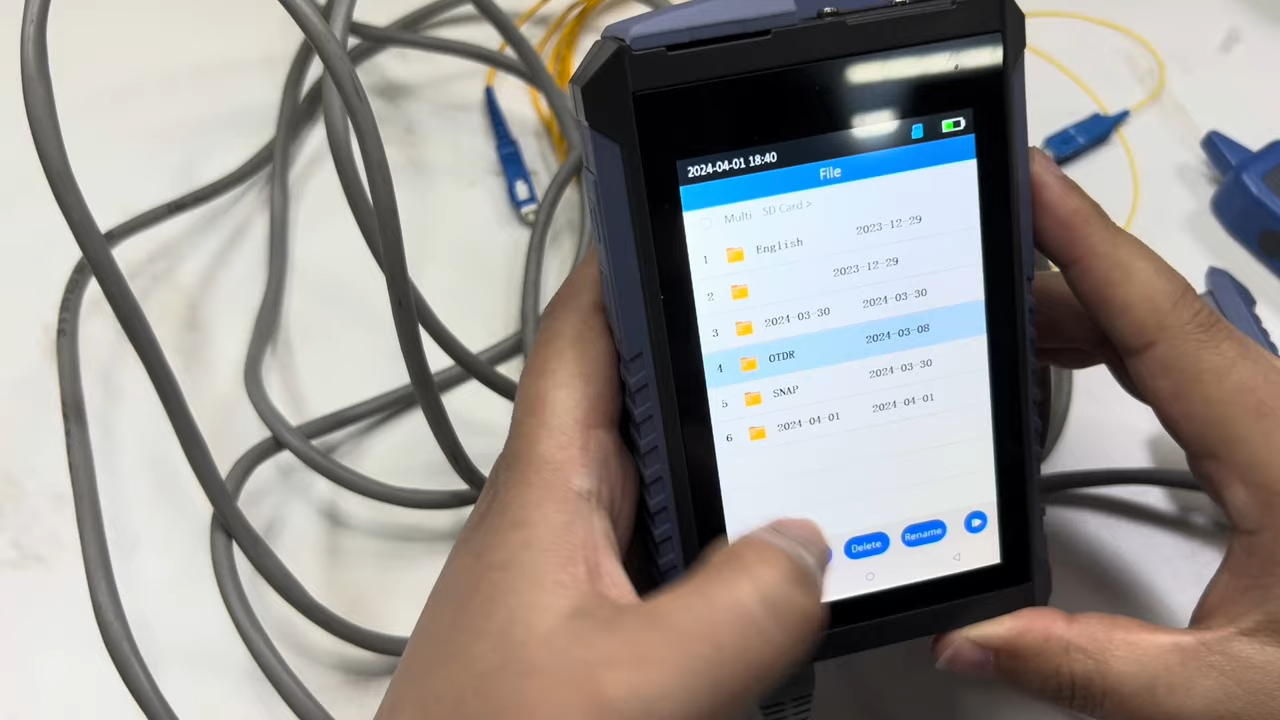 2024-04-01 18:40
File
Multi SD Card >
1 English 2023-12-29
2 2023-12-29
3 2024-03-30 2024-03-30
4 OTDR 2024-03-08
5 SNAP 2024-03-30
6 2024-04-01 2024-04-01
Delete Rename